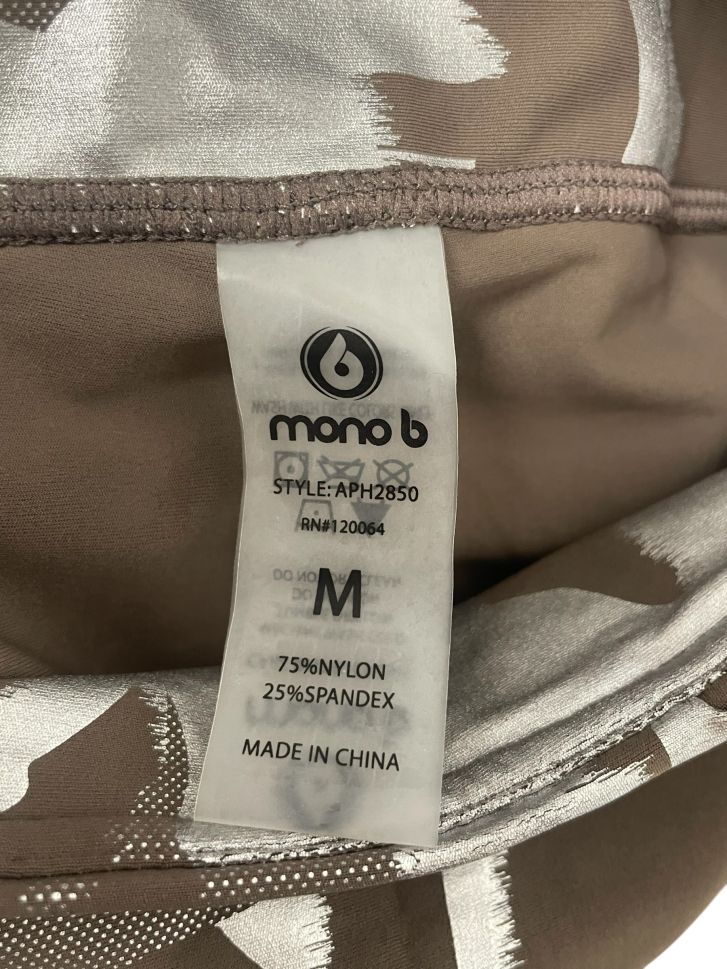 mono b
STYLE: APH2850
RN#120064
M
75%NYLON
25%SPANDEX
MADE IN CHINA